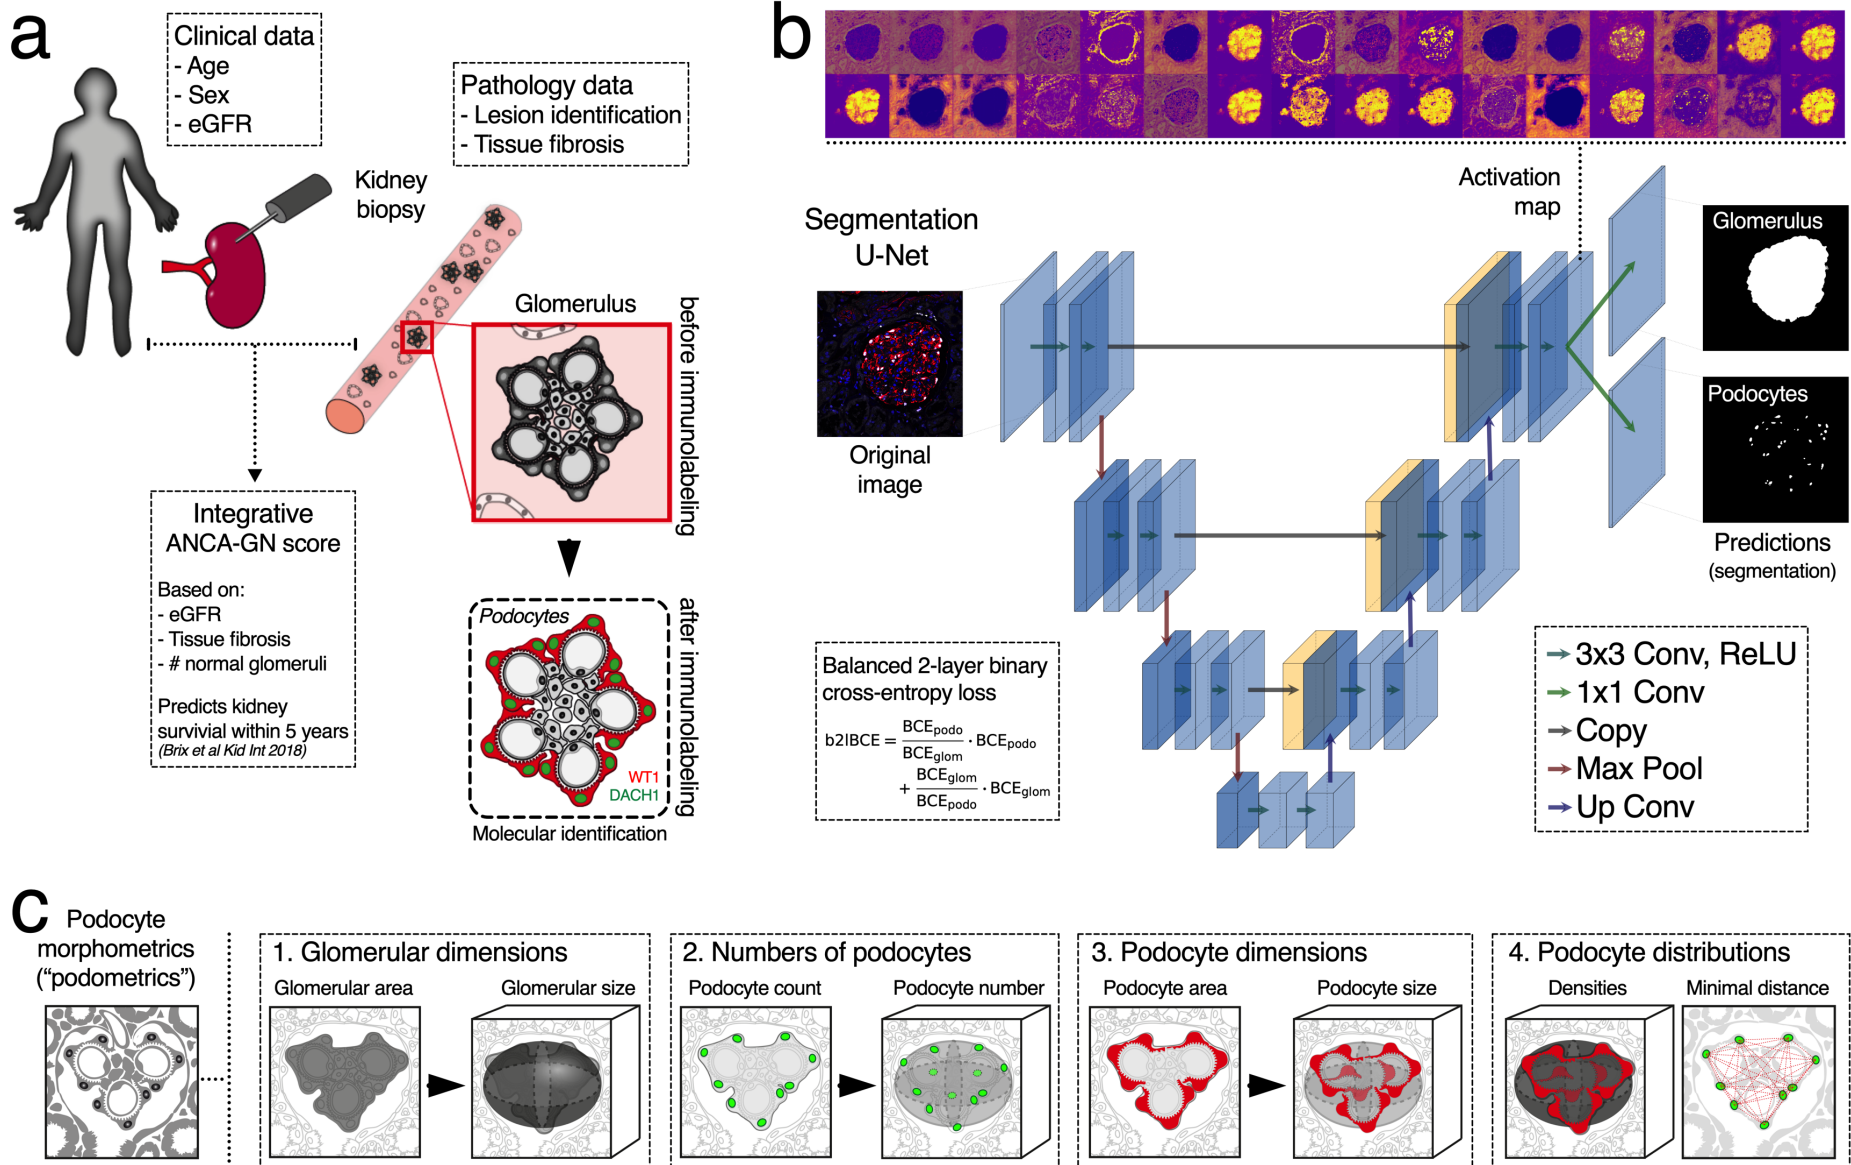 a
Clinical data
- Age
- Sex
- eGFR
Pathology data
- Lesion identification
- Tissue fibrosis
Kidney
biopsy
Glomerulus
before immunolabeling
Integrative
ANCA-GN score
Based on:
- eGFR
- Tissue fibrosis
- # normal glomeruli
Predicts kidney
survivial within 5 years
(Brix et al Kid Int 2018)
Podocytes
WT1
DACH1
after immunolabeling
Molecular identification
b
Activation
map
Segmentation
U-Net
Original
image
Glomerulus
Podocytes
Predictions
(segmentation)
Balanced 2-layer binary
cross-entropy loss
b2lBCE = BCEpodo / BCEglom · BCEpodo
+ BCEglom / BCEpodo · BCEglom
3x3 Conv, ReLU
1x1 Conv
Copy
Max Pool
Up Conv
c
Podocyte
morphometrics
(“podometrics”)
1. Glomerular dimensions
Glomerular area
Glomerular size
2. Numbers of podocytes
Podocyte count
Podocyte number
3. Podocyte dimensions
Podocyte area
Podocyte size
4. Podocyte distributions
Densities
Minimal distance